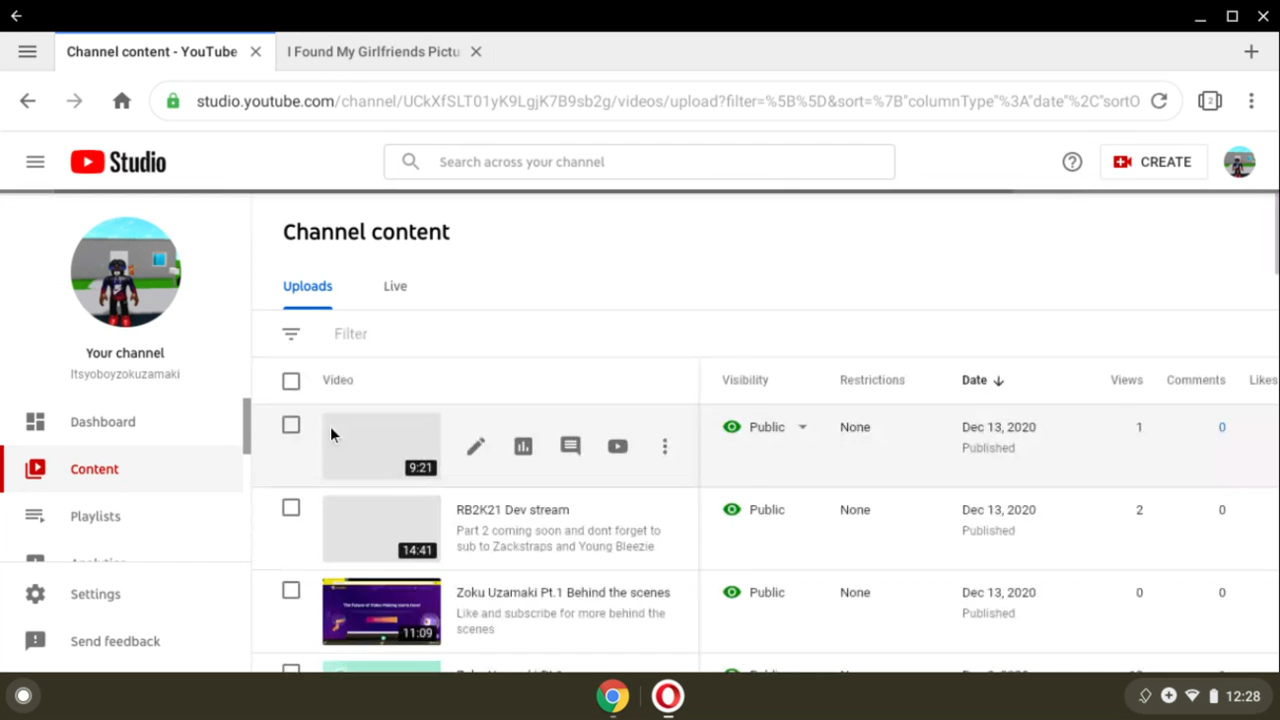 Channel content - YouTube
I Found My Girlfriends Pictu
studio.youtube.com/channel/UCkXfSLT01yK9LgjK7B9sb2g/videos/upload?filter=%5B%5D&sort=%7B"columnType"%3A"date"%2C"sortO
2
Studio
Search across your channel
CREATE
Channel content
Uploads
Live
Filter
Your channel
Itsyoboyzokuzamaki
Dashboard
Content
Playlists
Analytics
Settings
Send feedback
Video
Visibility
Restrictions
Date
Views
Comments
Likes
9:21
Public
None
Dec 13, 2020
Published
1
0
14:41
RB2K21 Dev stream
Part 2 coming soon and dont forget to
sub to Zackstraps and Young Bleezie
Public
None
Dec 13, 2020
Published
2
0
11:09
Zoku Uzamaki Pt.1 Behind the scenes
Like and subscribe for more behind the
scenes
Public
None
Dec 13, 2020
Published
0
0
12:28